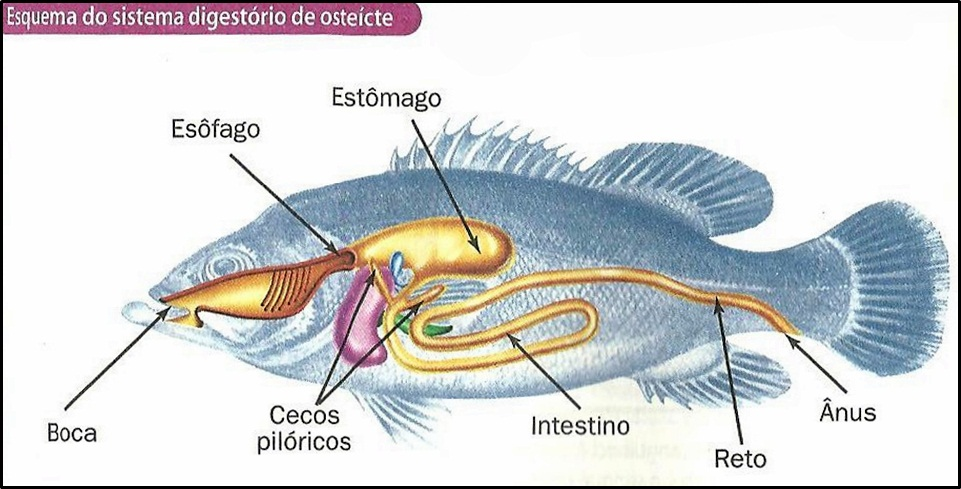 Esquema do sistema digestório de osteícte
Estômago
Esôfago
Boca
Cecos
pilóricos
Intestino
Reto
Ânus